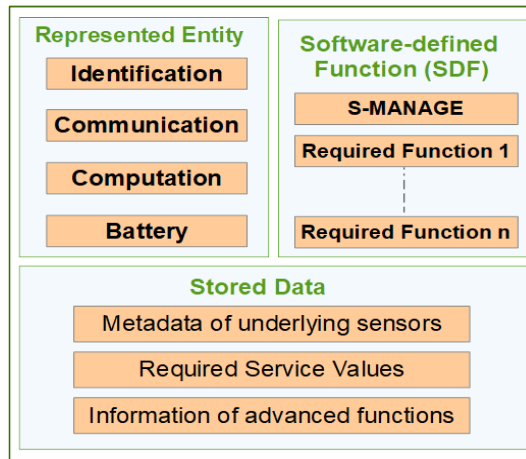 Represented Entity
Identification
Communication
Computation
Battery
Software-defined
Function (SDF)
S-MANAGE
Required Function 1
Required Function n
Stored Data
Metadata of underlying sensors
Required Service Values
Information of advanced functions